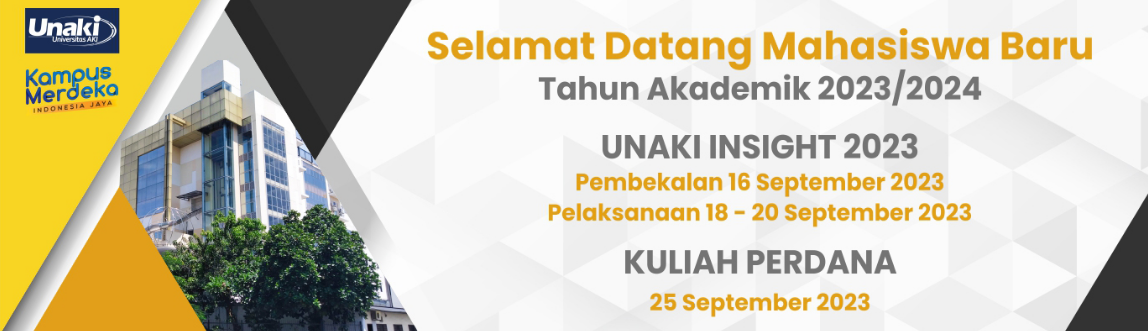 Unaki
Universitas AKI
Kampus
Merdeka
INDONESIA JAYA
Selamat Datang Mahasiswa Baru
Tahun Akademik 2023/2024
UNAKI INSIGHT 2023
Pembekalan 16 September 2023
Pelaksanaan 18 - 20 September 2023
KULIAH PERDANA
25 September 2023